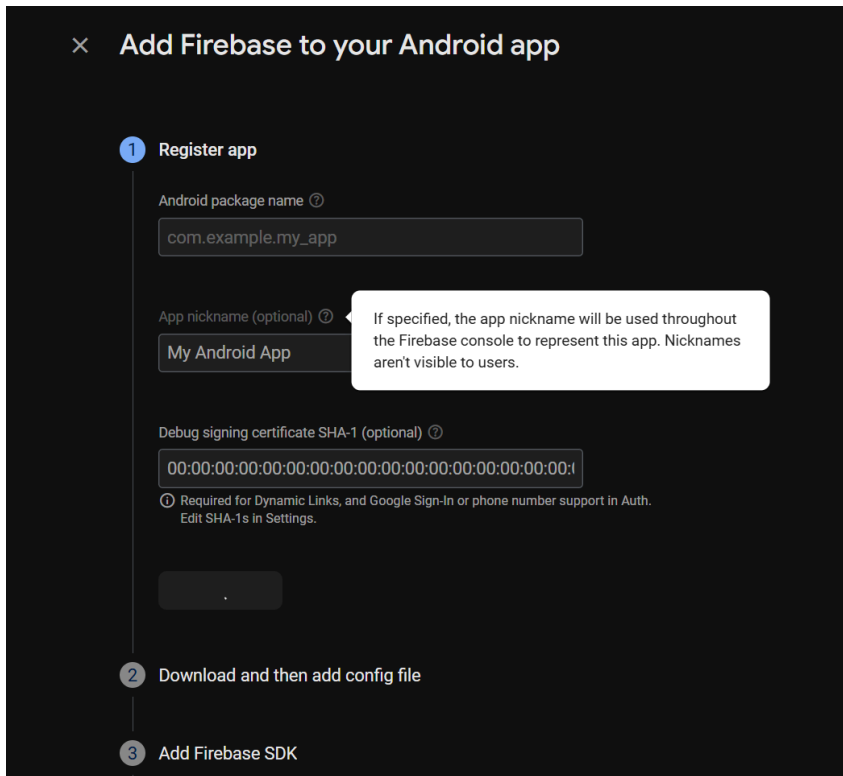 Add Firebase to your Android app
1 Register app
Android package name ?
com.example.my_app
App nickname (optional) ?
If specified, the app nickname will be used throughout
the Firebase console to represent this app. Nicknames
aren't visible to users.
My Android App
Debug signing certificate SHA-1 (optional) ?
00:00:00:00:00:00:00:00:00:00:00:00:00:00:00:00:00:
Required for Dynamic Links, and Google Sign-In or phone number support in Auth.
Edit SHA-1s in Settings.
.
2 Download and then add config file
3 Add Firebase SDK